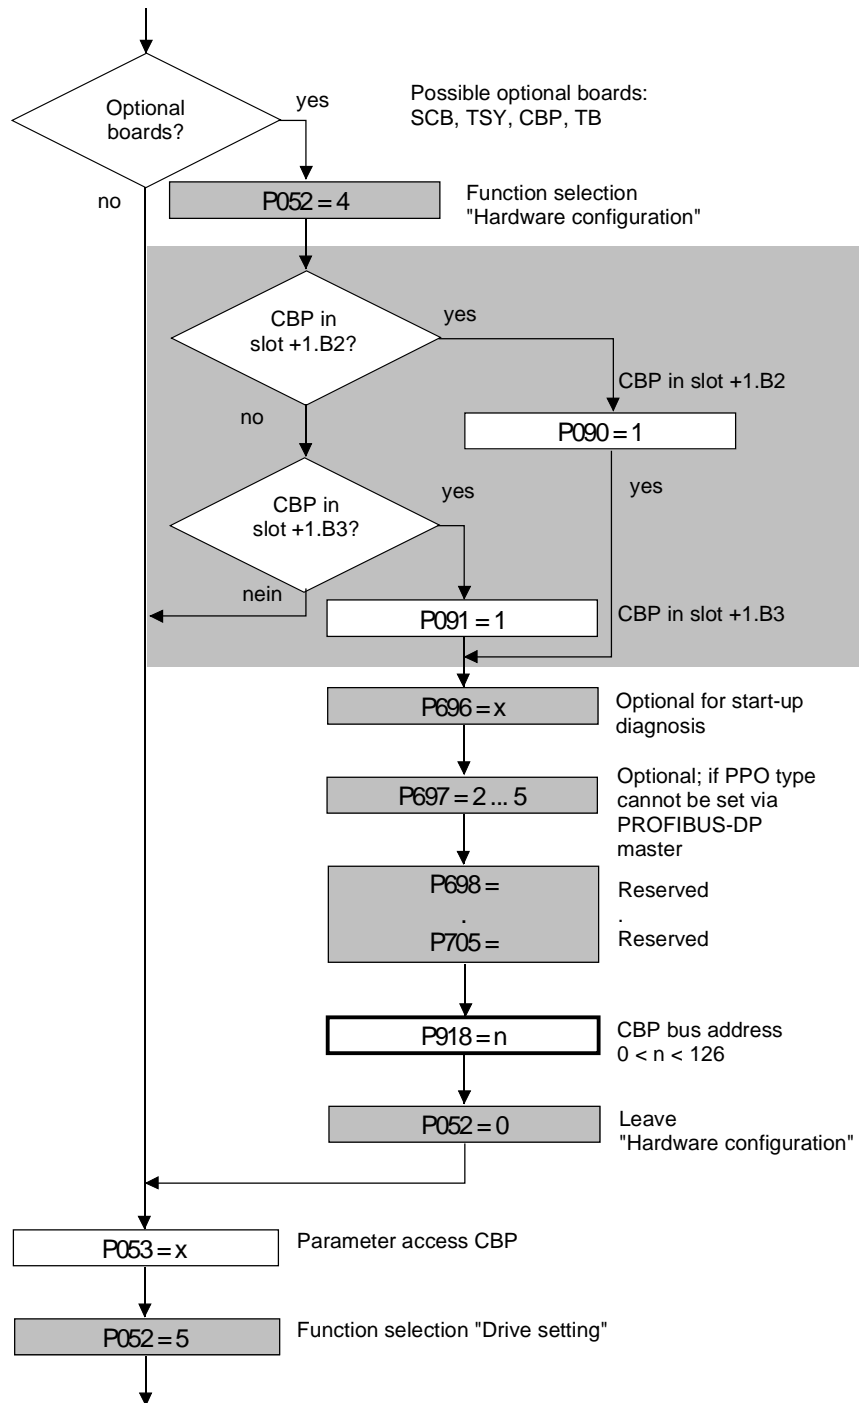 Optional
boards?
yes
Possible optional boards:
SCB, TSY, CBP, TB
no
P052 = 4
Function selection
"Hardware configuration"
CBP in
slot +1.B2?
yes
CBP in slot +1.B2
no
P090 = 1
CBP in
slot +1.B3?
yes
yes
nein
P091 = 1
CBP in slot +1.B3
P696 = x
Optional for start-up
diagnosis
P697 = 2 ... 5
Optional; if PPO type
cannot be set via
PROFIBUS-DP
master
P698 =
Reserved
.
.
P705 =
Reserved
P918 = n
CBP bus address
0 < n < 126
P052 = 0
Leave
"Hardware configuration"
P053 = x
Parameter access CBP
P052 = 5
Function selection "Drive setting"